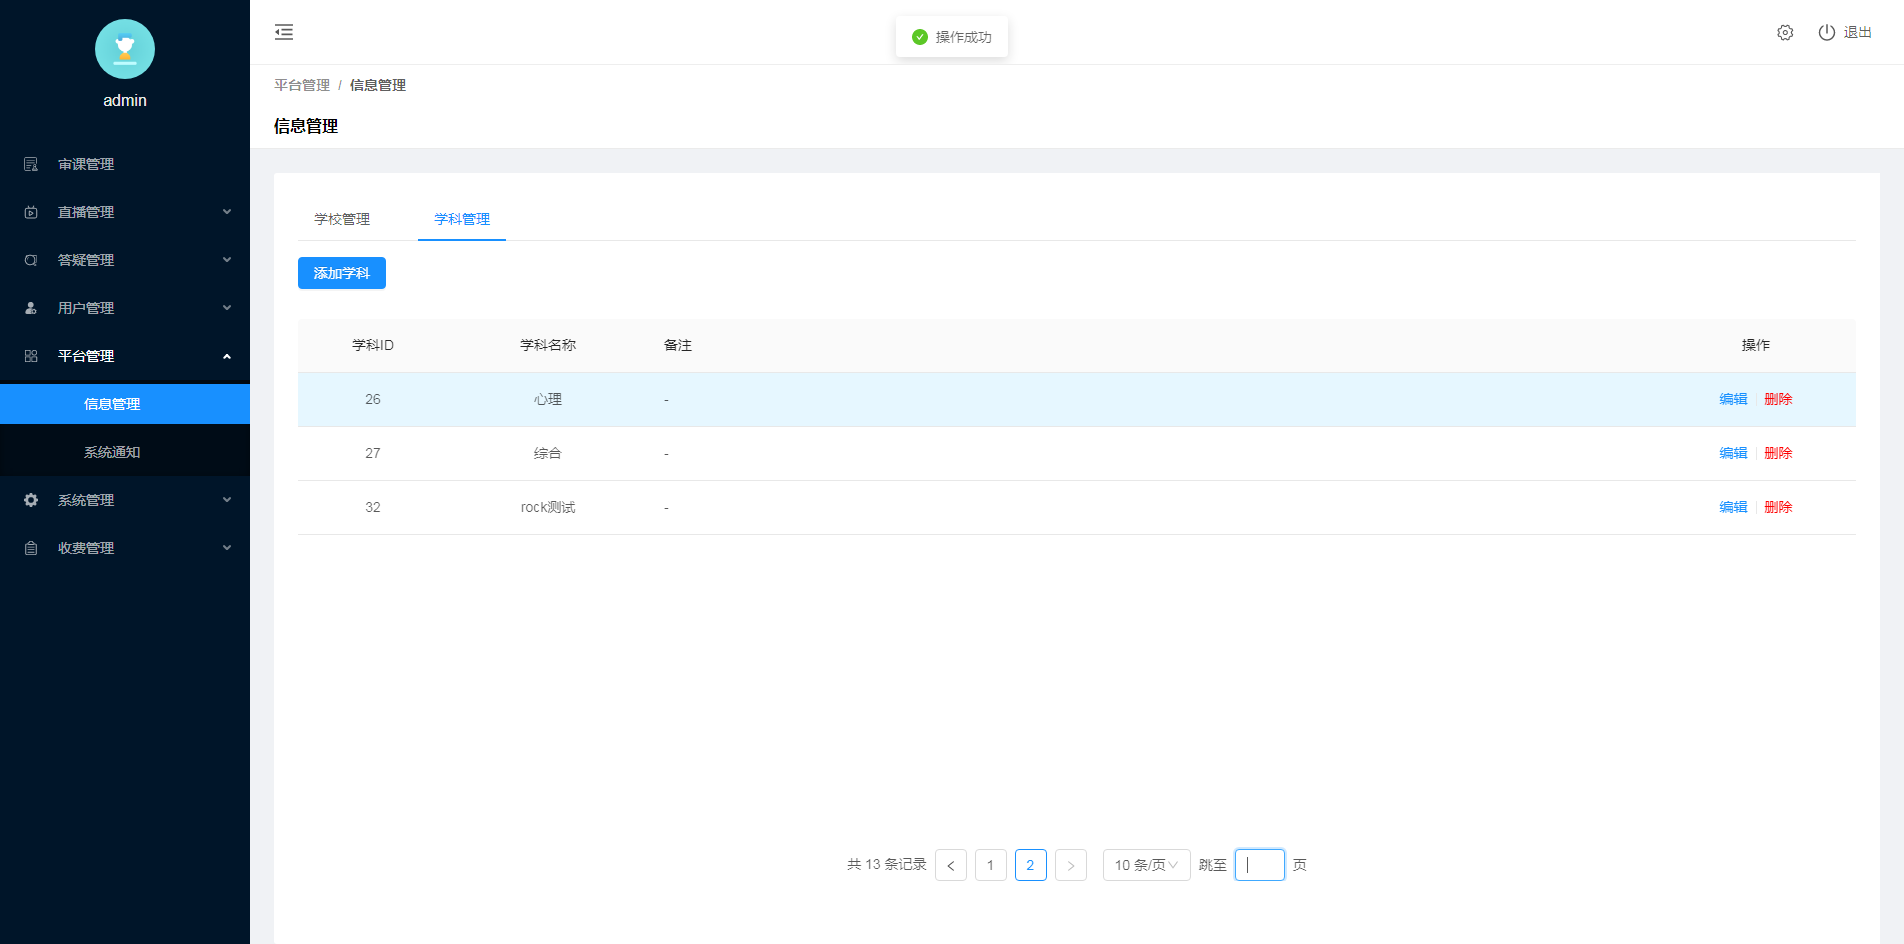 admin
审课管理
直播管理
答疑管理
用户管理
平台管理
信息管理
系统通知
系统管理
收费管理
操作成功
退出
平台管理 / 信息管理
信息管理
学校管理 学科管理
添加学科
学科ID 学科名称 备注 操作
26 心理 - 编辑 删除
27 综合 - 编辑 删除
32 rock测试 - 编辑 删除
共 13 条记录 < 1 2 > 10 条/页 跳至 页